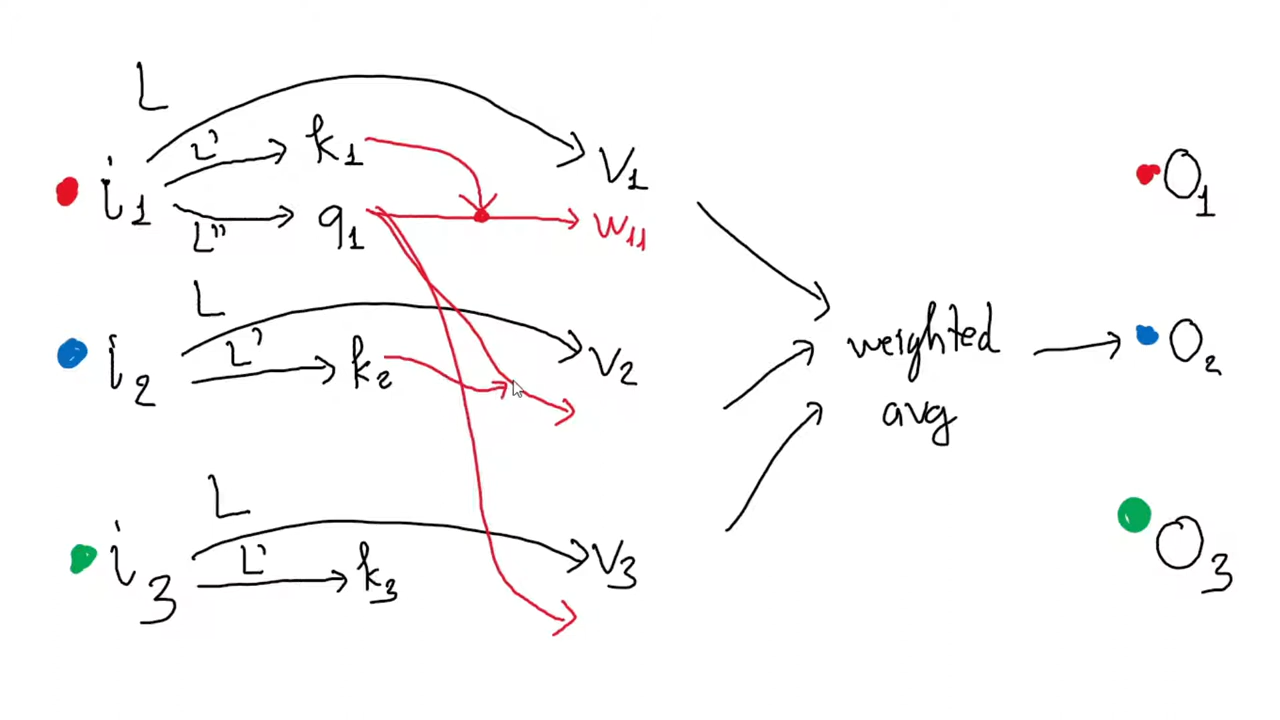 L
L' k1
V1
i1
L'' q1
w11
O1
L
L'
i2 k2 V2
weighted
avg
O2
L
L'
i3 k3 V3
O3